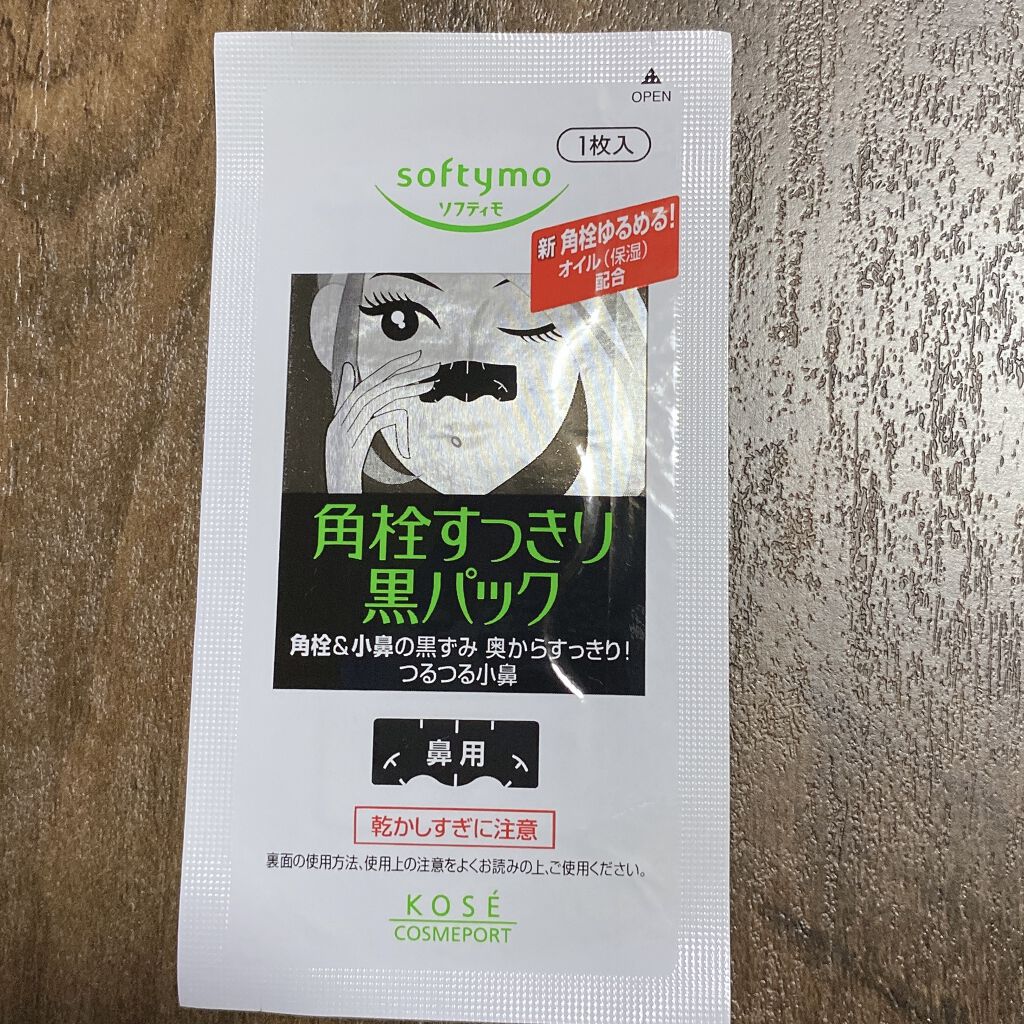 OPEN
1枚入
softymo
ソフティモ
新 角栓ゆるめる!
オイル(保湿)
配合
角栓すっきり
黒パック
角栓&小鼻の黒ずみ 奥からすっきり!
つるつる小鼻
鼻用
乾かしすぎに注意
裏面の使用方法、使用上の注意をよくお読みの上、ご使用ください。
KOSÉ
COSMEPORT